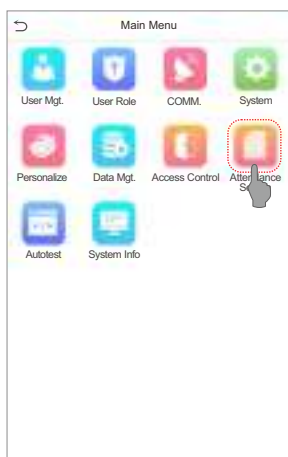 Main Menu
User Mgt.
User Role
COMM.
System
Personalize
Data Mgt.
Access Control
Attendance
Autotest
System Info